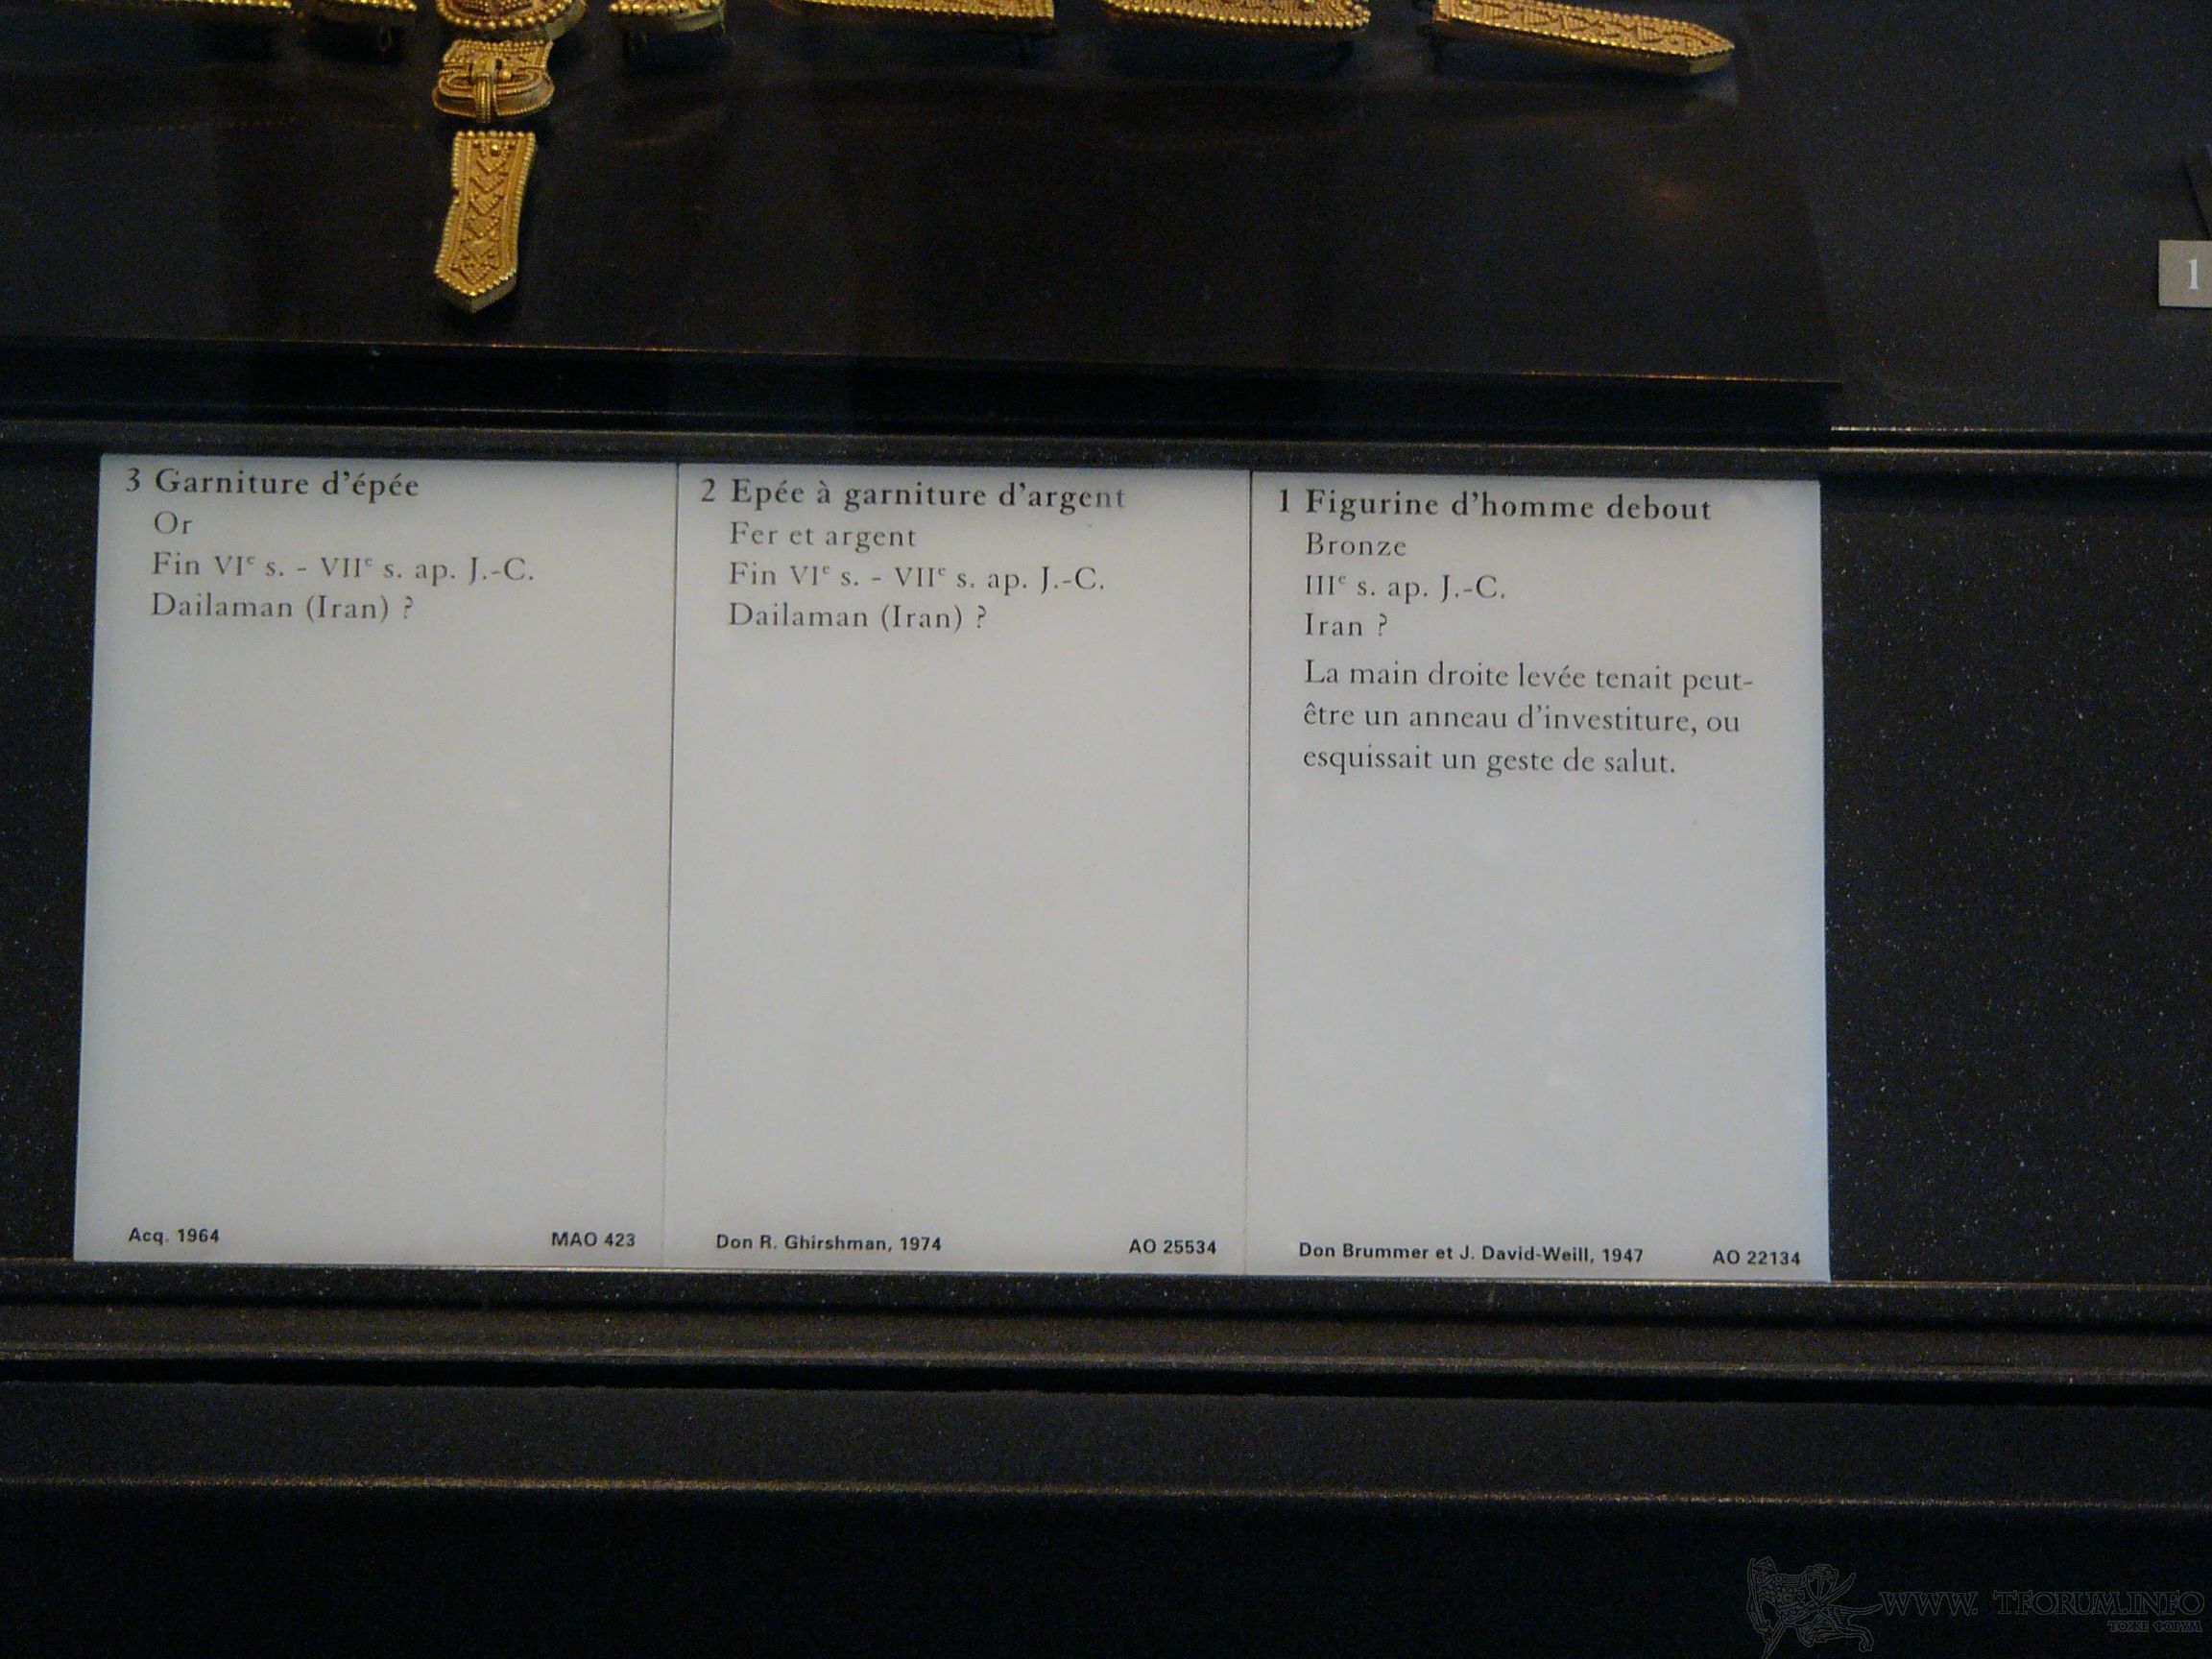 3 Garniture d'épée
Or
Fin VIe s. - VIIe s. ap. J.-C.
Dailaman (Iran) ?
Acq. 1964
MAO 423
2 Epée à garniture d'argent
Fer et argent
Fin VIe s. - VIIe s. ap. J.-C.
Dailaman (Iran) ?
Don R. Ghirshman, 1974
AO 25534
1 Figurine d'homme debout
Bronze
IIIe s. ap. J.-C.
Iran ?
La main droite levée tenait peut-
être un anneau d'investiture, ou
esquissait un geste de salut.
Don Brummer et J. David-Weill, 1947
AO 22134
1
WWW. TFORUM.INFO
ТОЖЕ ФОРУМ